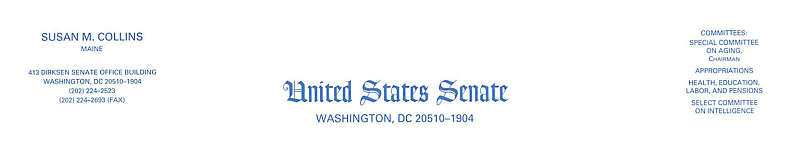 SUSAN M. COLLINS
MAINE
413 DIRKSEN SENATE OFFICE BUILDING
WASHINGTON, DC 20510–1904
(202) 224–2523
(202) 224–2693 (FAX)
United States Senate
WASHINGTON, DC 20510–1904
COMMITTEES:
SPECIAL COMMITTEE
ON AGING,
CHAIRMAN
APPROPRIATIONS
HEALTH, EDUCATION,
LABOR, AND PENSIONS
SELECT COMMITTEE
ON INTELLIGENCE